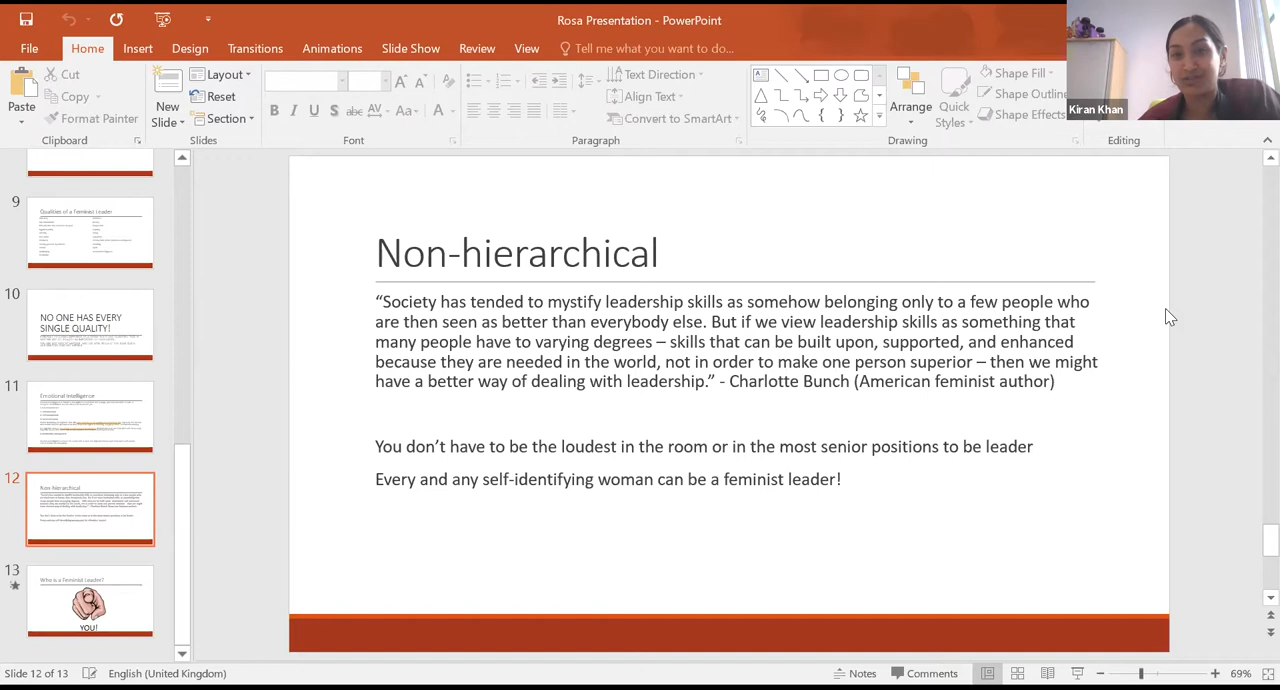 Rosa Presentation - PowerPoint
File Home Insert Design Transitions Animations Slide Show Review View Tell me what you want to do...
Paste
Cut
Copy
Format Painter
Clipboard
New
Slide
Layout
Reset
Section
Slides
B I U S abc AV Aa A
Font
Text Direction
Align Text
Convert to SmartArt
Paragraph
Arrange
Quick
Styles
Shape Fill
Shape Outline
Shape Effects
Drawing
Editing
Kiran Khan
9
Qualities of a Feminist Leader
10
NO ONE HAS EVERY
SINGLE QUALITY!
11
Emotional Intelligence
12
Non-hierarchical
13
Who is a Feminist Leader?
YOU!
Non-hierarchical
“Society has tended to mystify leadership skills as somehow belonging only to a few people who
are then seen as better than everybody else. But if we view leadership skills as something that
many people have to varying degrees – skills that can be built upon, supported, and enhanced
because they are needed in the world, not in order to make one person superior – then we might
have a better way of dealing with leadership.” - Charlotte Bunch (American feminist author)
You don’t have to be the loudest in the room or in the most senior positions to be leader
Every and any self-identifying woman can be a feminist leader!
Slide 12 of 13 English (United Kingdom) Notes Comments 69%